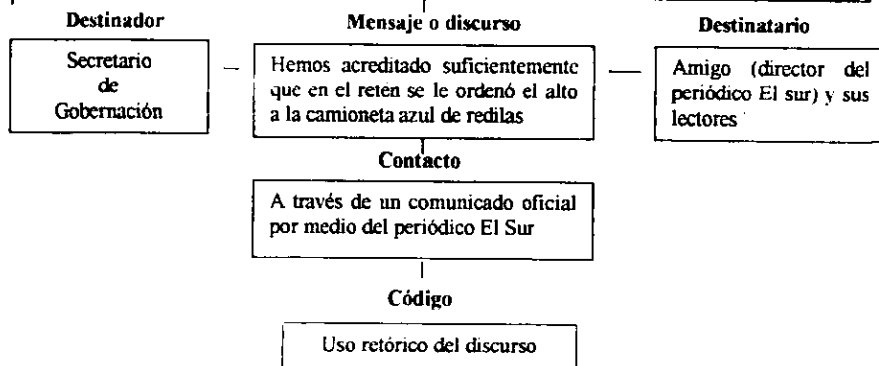 Destinador
Mensaje o discurso
Destinatario
Secretario
de
Gobernación
Hemos acreditado suficientemente
que en el retén se le ordenó el alto
a la camioneta azul de redilas
Amigo (director del
periódico El sur) y sus
lectores
Contacto
A través de un comunicado oficial
por medio del periódico El Sur
Código
Uso retórico del discurso